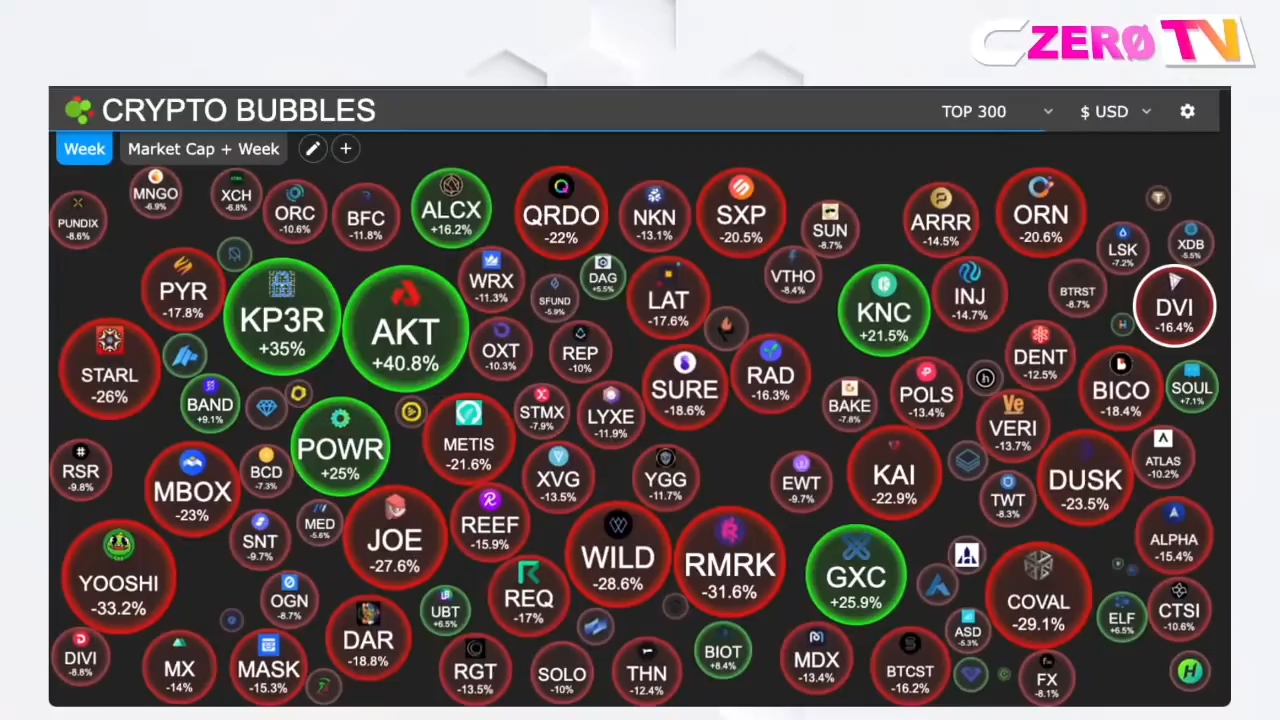 CZERØ TV
CRYPTO BUBBLES
TOP 300
$ USD
Week
Market Cap + Week
PUNDIX
-8.6%
MNGO
-6.9%
XCH
-6.8%
ORC
-10.6%
BFC
-11.8%
ALCX
+16.2%
QRDO
-22%
NKN
-13.1%
SXP
-20.5%
SUN
-8.7%
ARRR
-14.5%
ORN
-20.6%
LSK
-7.2%
XDB
-5.5%
PYR
-17.8%
KP3R
+35%
AKT
+40.8%
WRX
-11.3%
SFUND
-5.9%
DAG
+5.5%
LAT
-17.6%
VTHO
-8.4%
KNC
+21.5%
INJ
-14.7%
BTRST
-8.7%
DVI
-16.4%
STARL
-26%
BAND
+9.1%
OXT
-10.3%
REP
-10%
SURE
-18.6%
RAD
-16.3%
BAKE
-7.8%
POLS
-13.4%
DENT
-12.5%
BICO
-18.4%
SOUL
+7.1%
POWR
+25%
METIS
-21.6%
STMX
-7.9%
LYXE
-11.9%
VERI
-13.7%
RSR
-9.8%
MBOX
-23%
BCD
-7.3%
XVG
-13.5%
YGG
-11.7%
EWT
-9.7%
KAI
-22.9%
TWT
-8.3%
DUSK
-23.5%
ATLAS
-10.2%
SNT
-9.7%
MED
-5.6%
JOE
-27.6%
REEF
-15.9%
WILD
-28.6%
RMRK
-31.6%
GXC
+25.9%
ALPHA
-15.4%
YOOSHI
-33.2%
OGN
-8.7%
DAR
-18.8%
UBT
+6.5%
REQ
-17%
COVAL
-29.1%
ASD
-5.3%
ELF
+6.5%
CTSI
-10.6%
DIVI
-8.8%
MX
-14%
MASK
-15.3%
RGT
-13.5%
SOLO
-10%
THN
-12.4%
BIOT
+8.4%
MDX
-13.4%
BTCST
-16.2%
FX
-8.1%